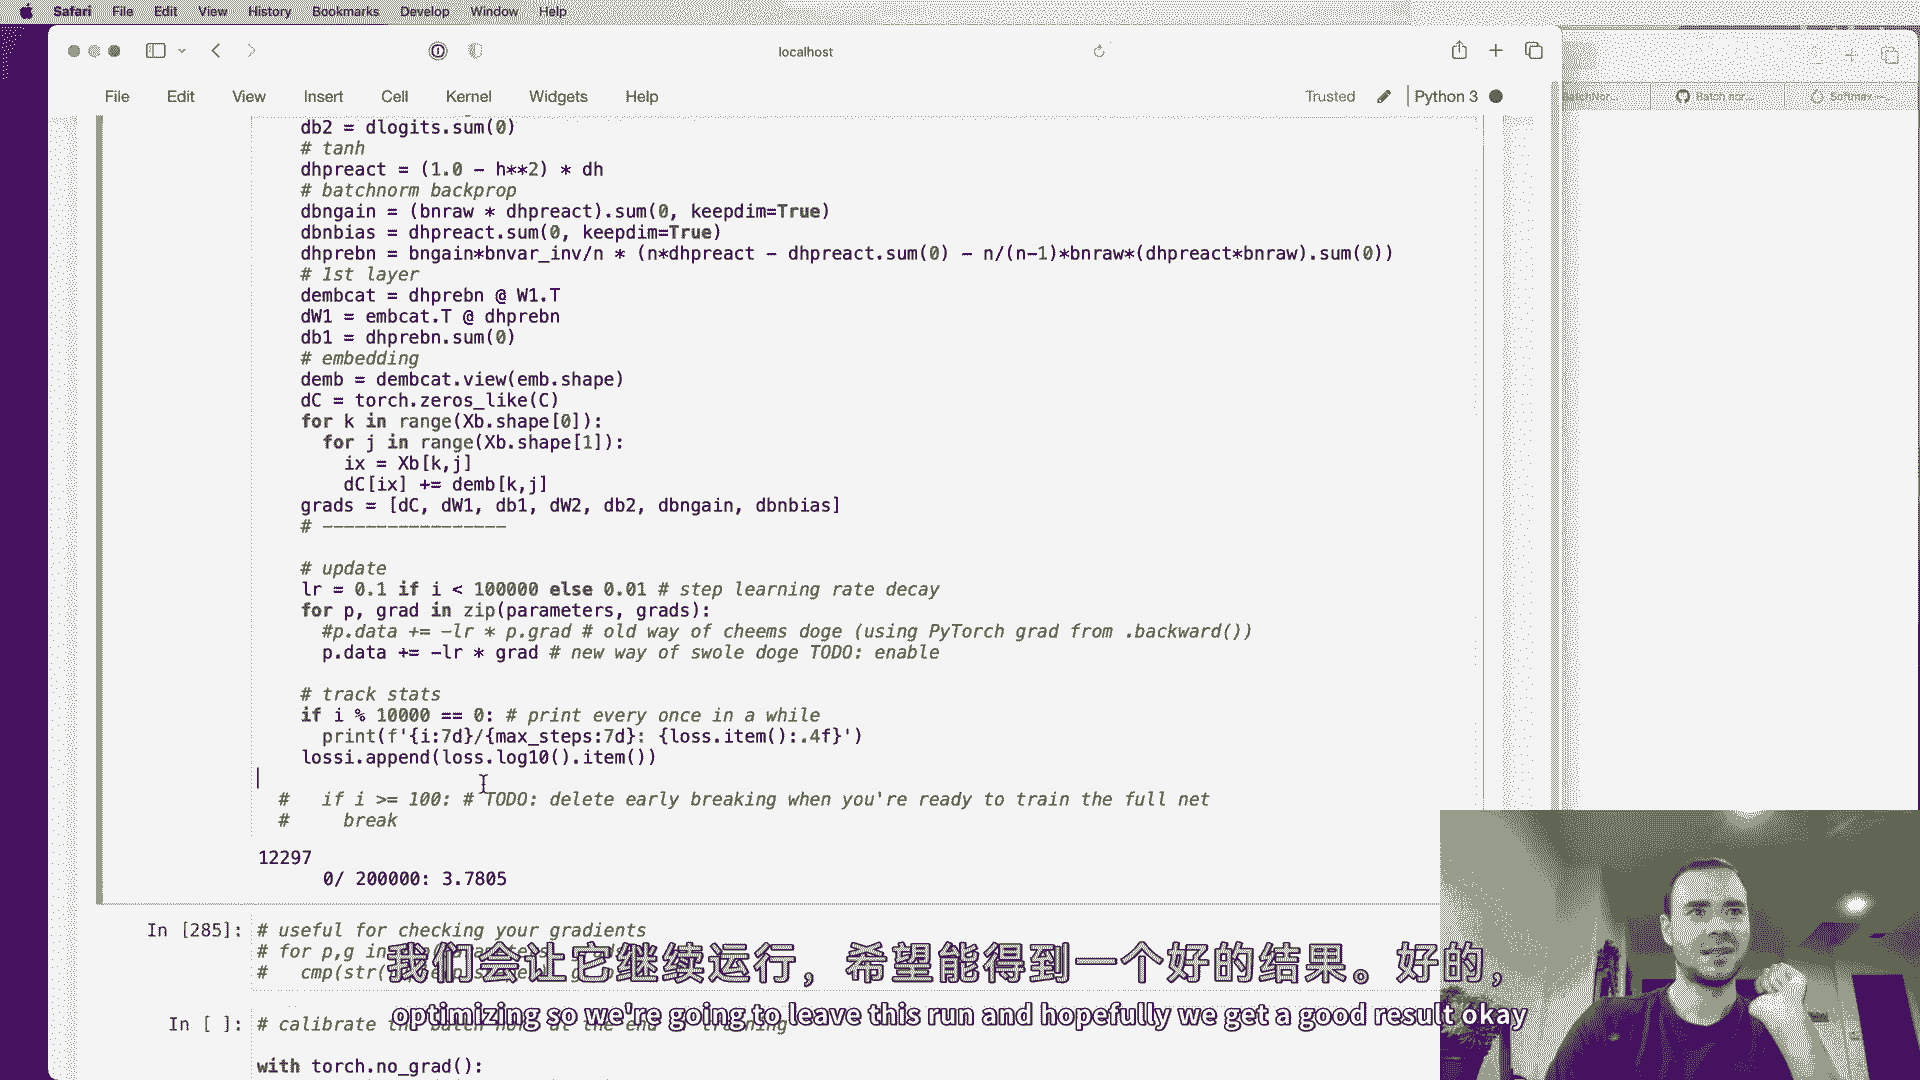 Safari File Edit View History Bookmarks Develop Window Help
localhost
File Edit View Insert Cell Kernel Widgets Help Trusted Python 3
Batch nor... Softmax
db2 = dlogits.sum(0)
# tanh
dhpreact = (1.0 - h**2) * dh
# batchnorm backprop
dbngain = (bnraw * dhpreact).sum(0, keepdim=True)
dbnbias = dhpreact.sum(0, keepdim=True)
dhprebn = bngain*bnvar_inv/n * (n*dhpreact - dhpreact.sum(0) - n/(n-1)*bnraw*(dhpreact*bnraw).sum(0))
# 1st layer
dembcat = dhprebn @ W1.T
dW1 = embcat.T @ dhprebn
db1 = dhprebn.sum(0)
# embedding
demb = dembcat.view(emb.shape)
dC = torch.zeros_like(C)
for k in range(Xb.shape[0]):
for j in range(Xb.shape[1]):
ix = Xb[k,j]
dC[ix] += demb[k,j]
grads = [dC, dW1, db1, dW2, db2, dbngain, dbnbias]
# -----------------
# update
lr = 0.1 if i < 100000 else 0.01 # step learning rate decay
for p, grad in zip(parameters, grads):
#p.data += -lr * p.grad # old way of cheems doge (using PyTorch grad from .backward())
p.data += -lr * grad # new way of swole doge TODO: enable
# track stats
if i % 10000 == 0: # print every once in a while
print(f'{i:7d}/{max_steps:7d}: {loss.item():.4f}')
lossi.append(loss.log10().item())
# if i >= 100: # TODO: delete early breaking when you're ready to train the full net
# break
12297
0/ 200000: 3.7805
In [285]: # useful for checking your gradients
# for p,g in
# cmp(str(
我们会让它继续运行，希望能得到一个好的结果。好的，
optimizing so we're going to leave this run and hopefully we get a good result okay
In [ ]: # calibrate
with torch.no_grad():